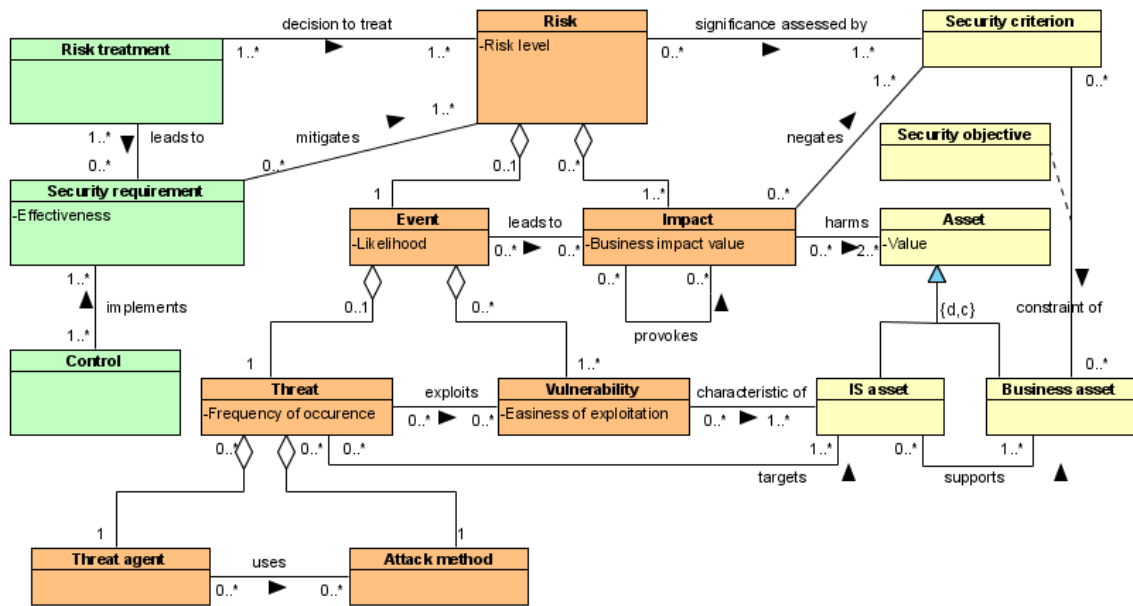 decision to treat
Risk
significance assessed by
Security criterion
Risk treatment
1..*
1..*
-Risk level
0..*
1..*
1..*
1..*
0..*
1..*
leads to
mitigates
negates
Security objective
0..*
0..*
0..1
0..*
Security requirement
-Effectiveness
1
1..*
0..*
Event
-Likelihood
leads to
0..*
0..*
Impact
-Business impact value
harms
0..*
2..*
Asset
-Value
1..*
implements
0..1
0..*
0..*
0..*
provokes
{d,c}
constraint of
1..*
Control
1
1..*
0..*
Threat
-Frequency of occurence
exploits
0..*
0..*
Vulnerability
-Easiness of exploitation
characteristic of
0..*
1..*
IS asset
Business asset
0..*
0..*
0..*
1..*
0..*
1..*
targets
supports
1
1
Threat agent
uses
0..*
0..*
Attack method